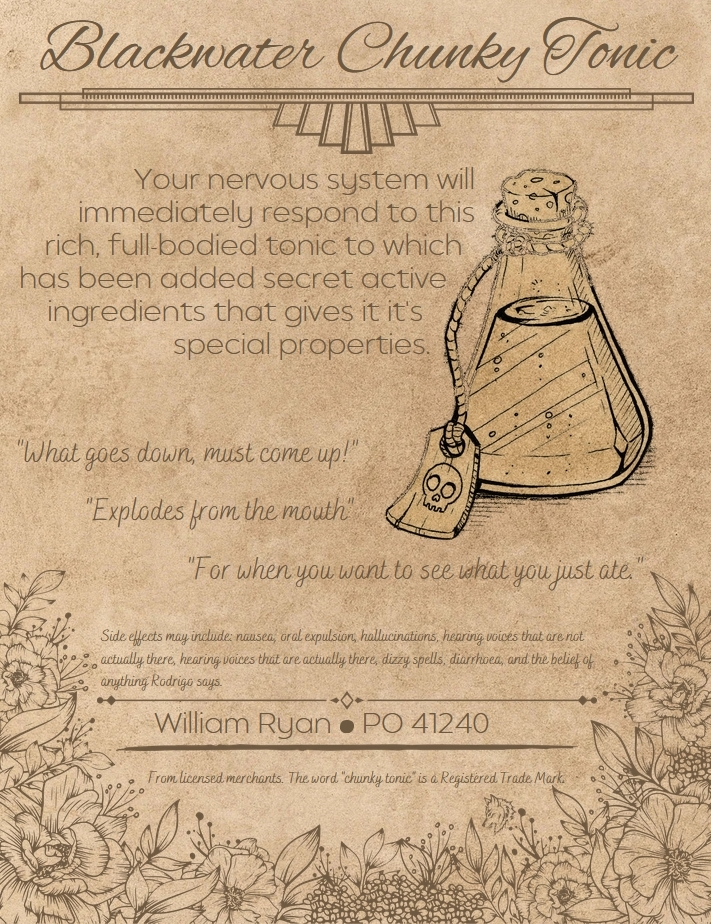 Blackwater Chunky Tonic
Your nervous system will
immediately respond to this
rich, full-bodied tonic to which
has been added secret active
ingredients that gives it it's
special properties.
"What goes down, must come up!"
"Explodes from the mouth"
"For when you want to see what you just ate."
Side effects may include: nausea, oral expulsion, hallucinations, hearing voices that are not
actually there, hearing voices that are actually there, dizzy spells, diarrhoea, and the belief of
anything Rodrigo says.
William Ryan ● PO 41240
From licensed merchants. The word "chunky tonic" is a Registered Trade Mark.